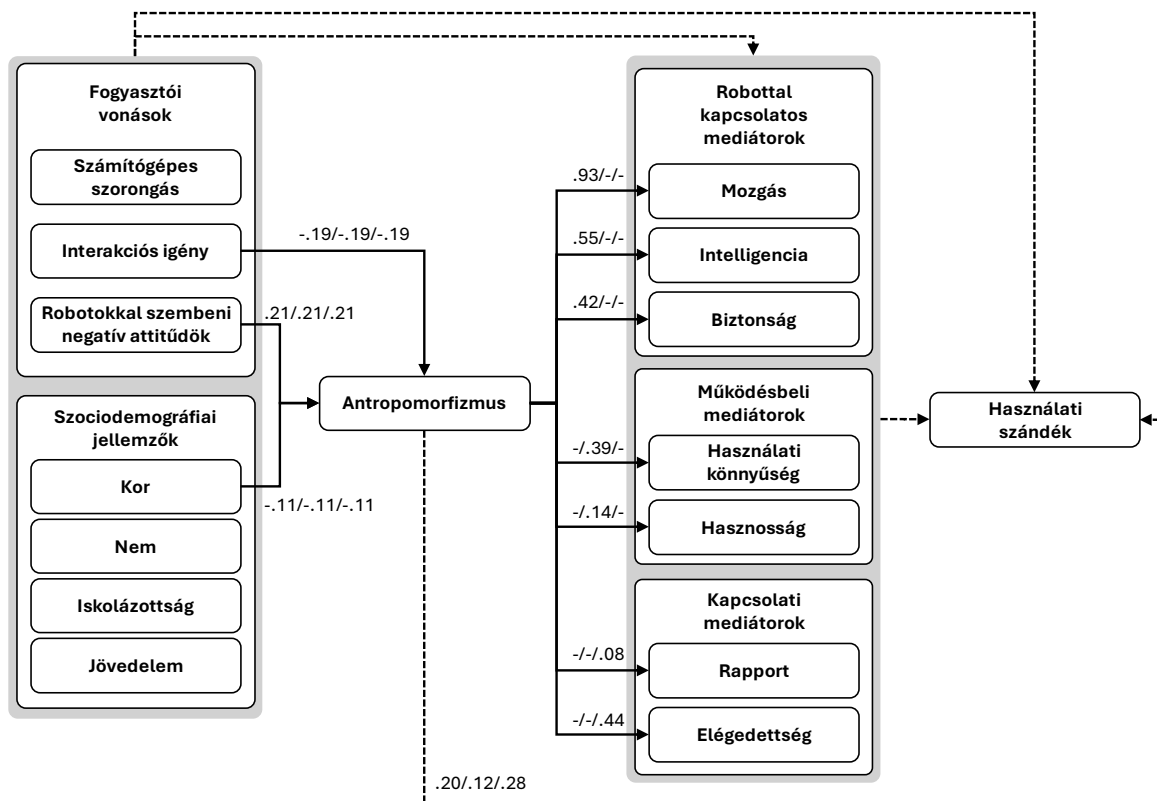 Fogyasztói
vonások
Számítógépes
szorongás
Interakciós igény
Robotokkal szembeni
negatív attitűdök
Szociodemográfiai
jellemzők
Kor
Nem
Iskolázottság
Jövedelem
-.19/-.19/-.19
.21/.21/.21
-.11/-.11/-.11
Antropomorfizmus
.20/.12/.28
.93/-/-
.55/-/-
.42/-/-
-/.39/-
-/.14/-
-/-/.08
-/-/.44
Robottal
kapcsolatos
mediátorok
Mozgás
Intelligencia
Biztonság
Működésbeli
mediátorok
Használati
könnyűség
Hasznosság
Kapcsolati
mediátorok
Rapport
Elégedettség
Használati
szándék